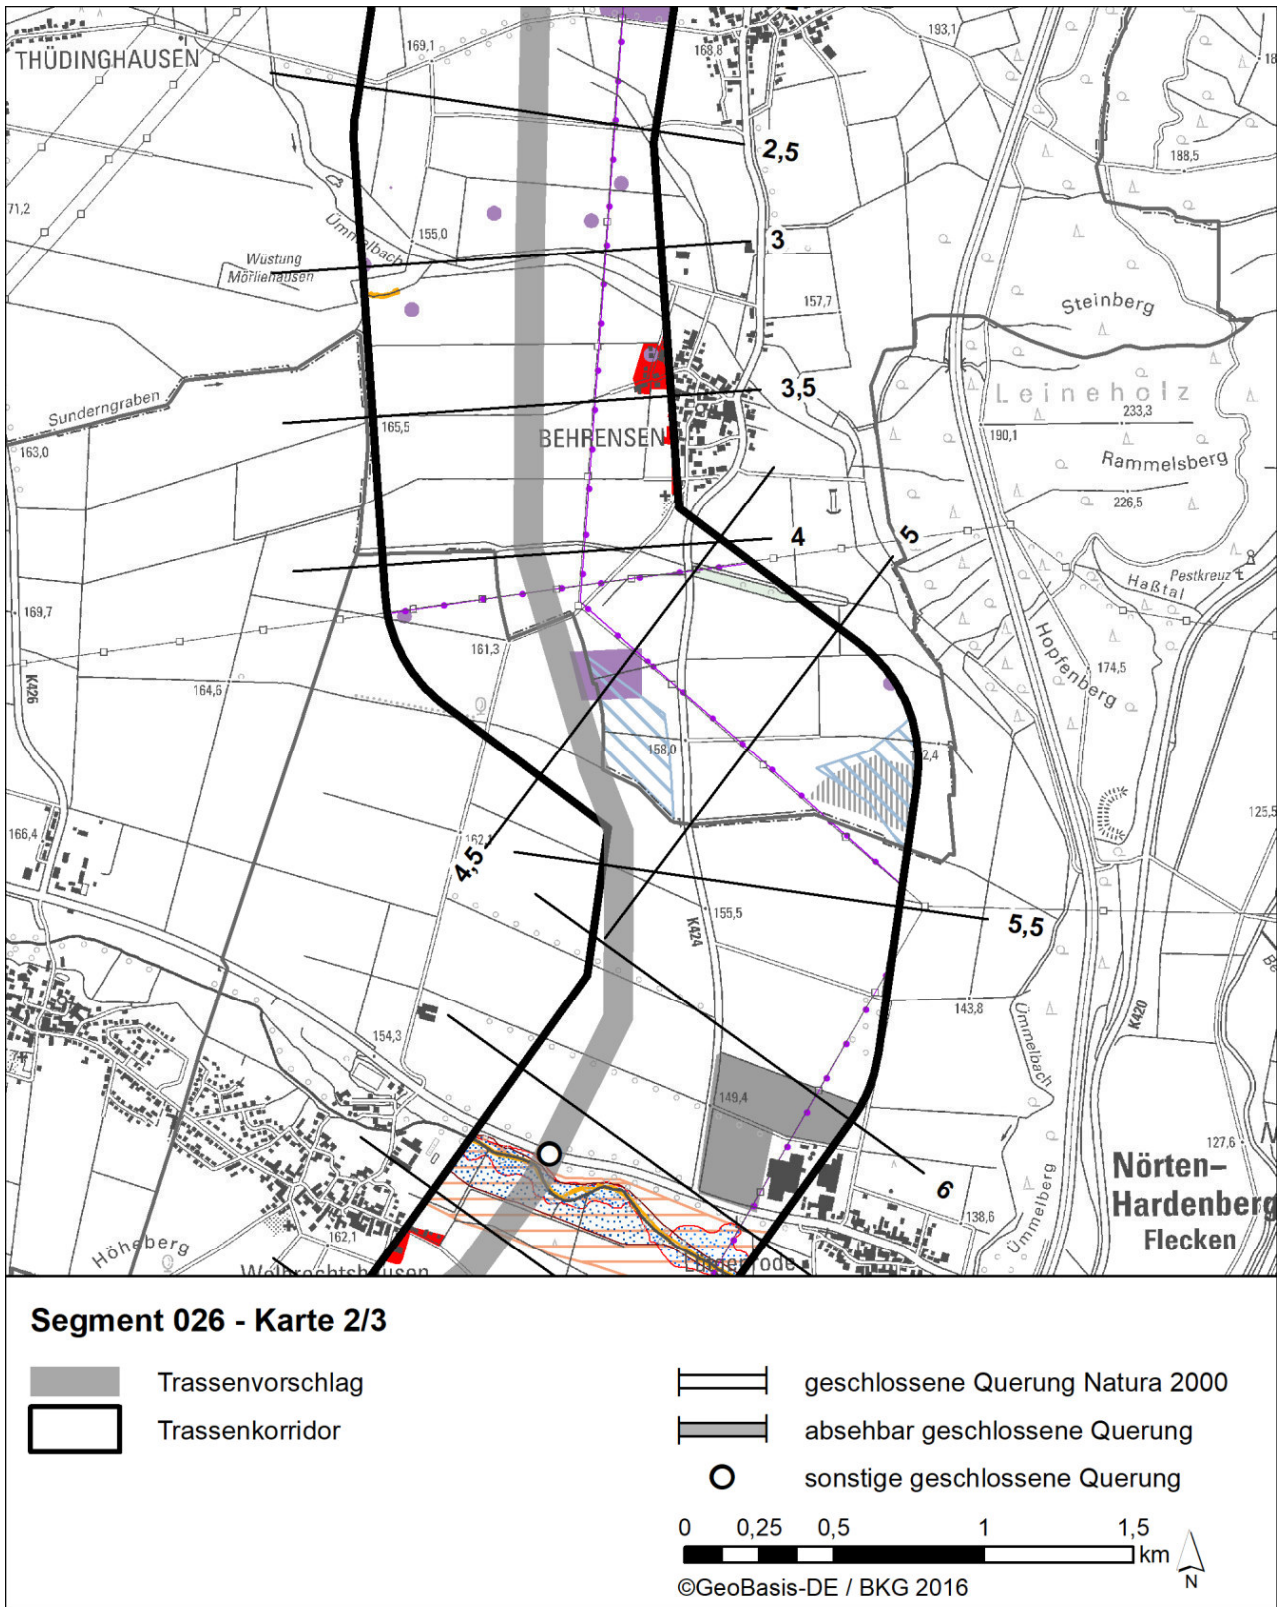 THÜDINGHAUSEN
169,1
168,8
193,1
18
2,5
188,5
71,2
Ümmelbach
155,0
3
Wüstung
Mörliehausen
157,7
Steinberg
Sunderngraben
3,5
Leineholz
233,3
165,5
190,1
163,0
BEHRENSEN
Rammelsberg
226,5
4
5
Pestkreuz
Haßtal
169,7
161,3
Hopfenberg
174,5
K426
164,6
158,0
2,4
125,5
166,4
162,1
4,5
155,5
5,5
K424
143,8
Ümmelbach
K420
154,3
149,4
127,6
N
Nörten-
Hardenberg
Flecken
6
138,6
Ümmelberg
162,1
Höheberg
Wolbrechtshausen
Lütgenrode
Segment 026 - Karte 2/3
Trassenvorschlag
Trassenkorridor
geschlossene Querung Natura 2000
absehbar geschlossene Querung
sonstige geschlossene Querung
0 0,25 0,5 1 1,5
km
N
©GeoBasis-DE / BKG 2016